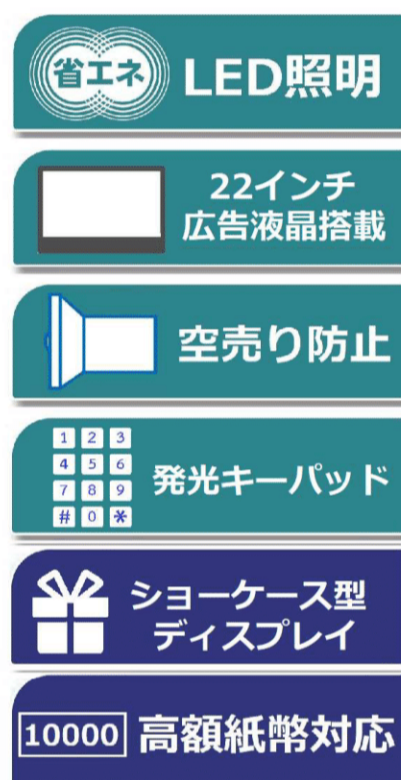 省エネ
LED照明
22インチ
広告液晶搭載
空売り防止
1 2 3
4 5 6
7 8 9
# 0 *
発光キーパッド
ショーケース型
ディスプレイ
10000
高額紙幣対応